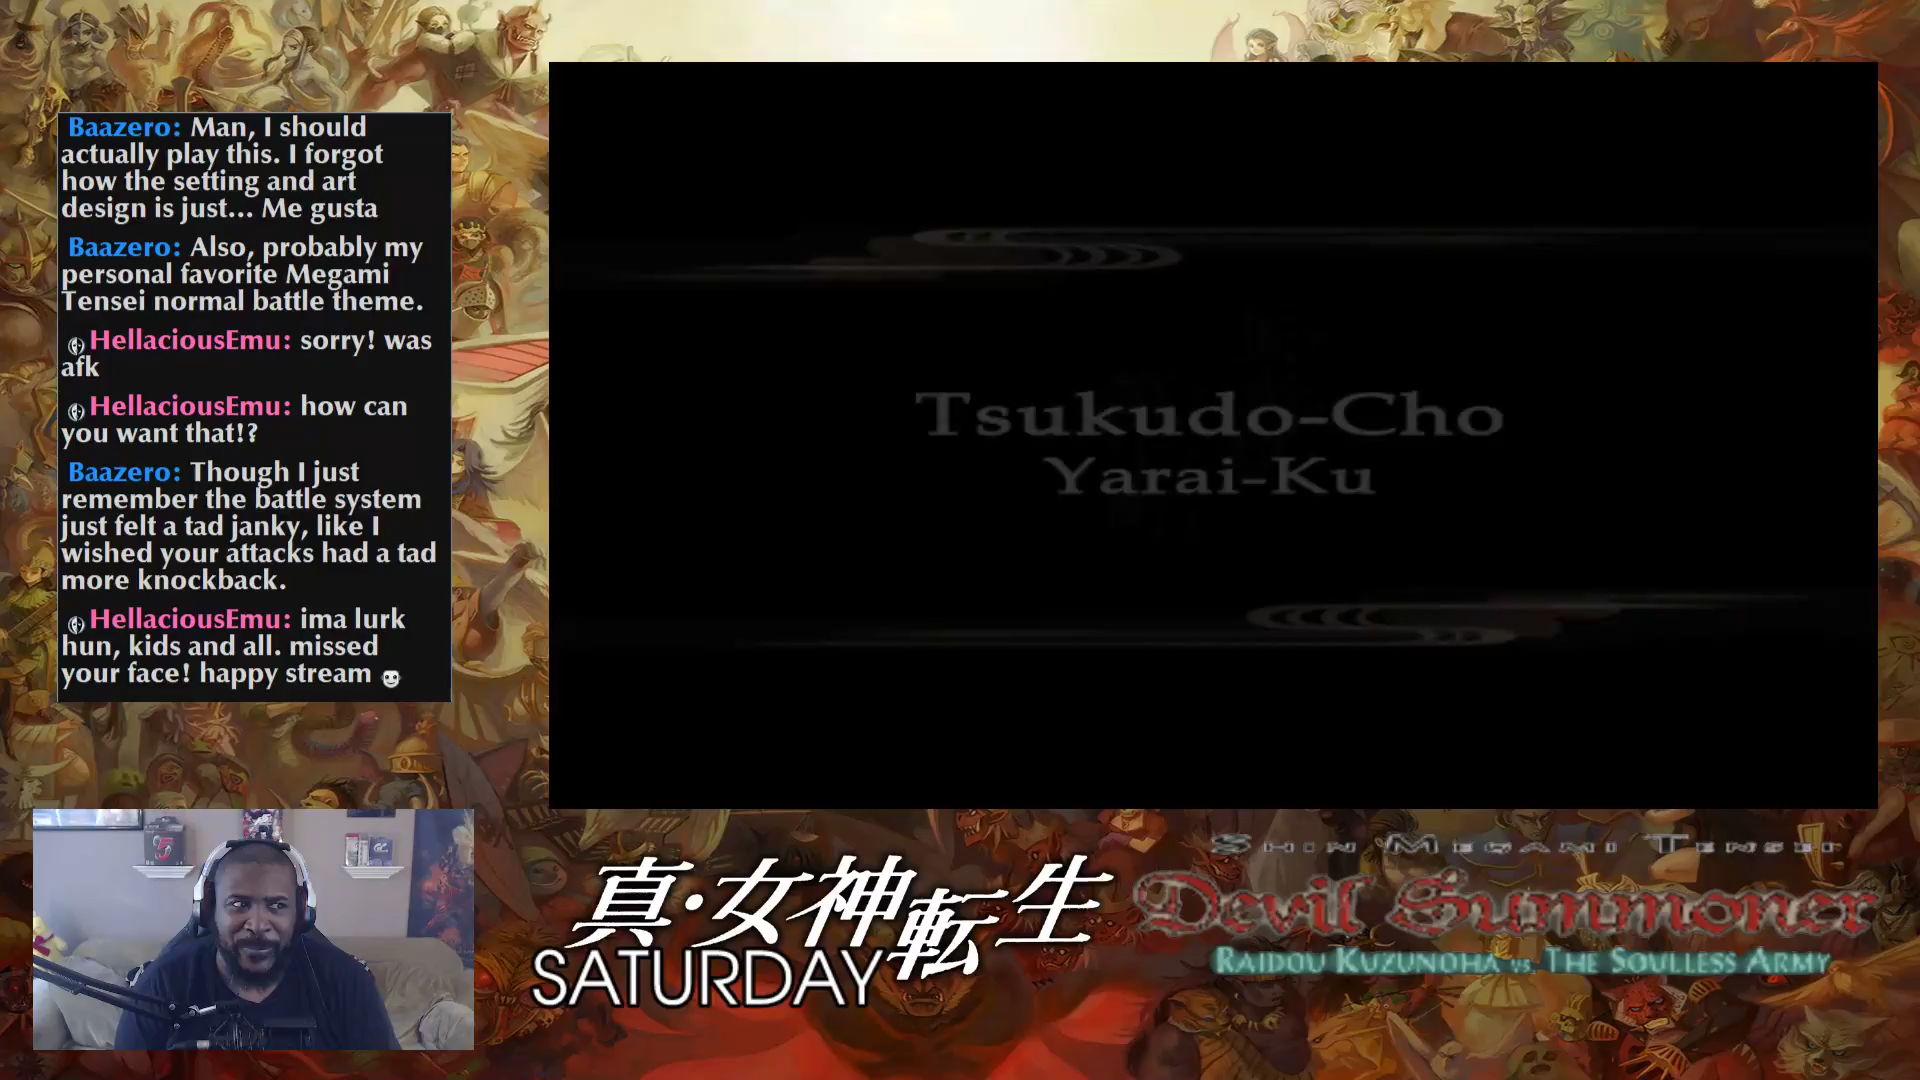 Baazero: Man, I should
actually play this. I forgot
how the setting and art
design is just... Me gusta
Baazero: Also, probably my
personal favorite Megami
Tensei normal battle theme.
HellaciousEmu: sorry! was
afk
HellaciousEmu: how can
you want that!?
Baazero: Though I just
remember the battle system
just felt a tad janky, like I
wished your attacks had a tad
more knockback.
HellaciousEmu: ima lurk
hun, kids and all. missed
your face! happy stream
Tsukudo-Cho
Yarai-Ku
真・女神転生
SATURDAY
Shin Megami Tensei
Devil Summoner
Raidou Kuzunoha vs. The Soulless Army